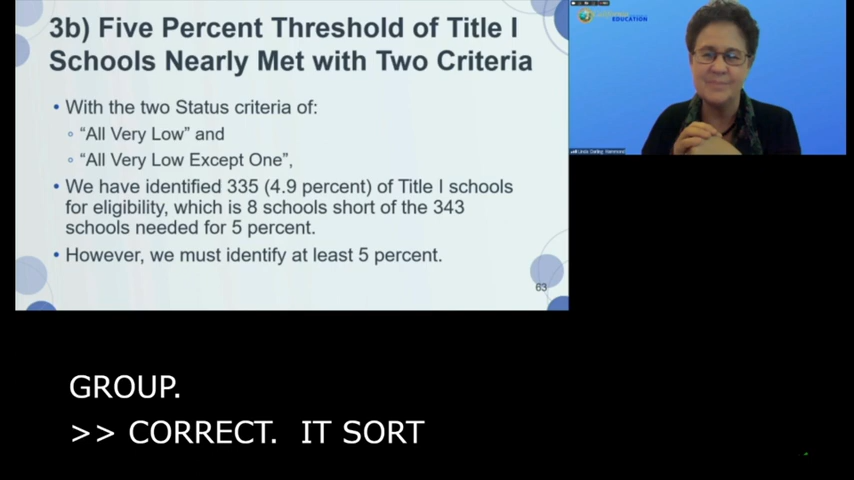 3b) Five Percent Threshold of Title I
Schools Nearly Met with Two Criteria
• With the two Status criteria of:
◦ “All Very Low” and
◦ “All Very Low Except One”,
• We have identified 335 (4.9 percent) of Title I schools
for eligibility, which is 8 schools short of the 343
schools needed for 5 percent.
• However, we must identify at least 5 percent.
63
EDUCATION
Linda Darling-Hammond
GROUP.
>> CORRECT. IT SORT